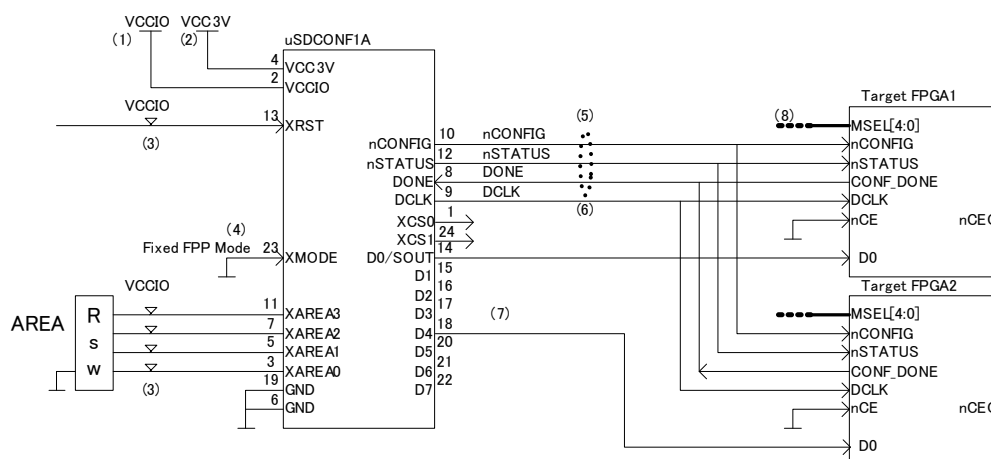 VCCIO VCC3V
(1) (2)
uSDCONF1A
4 VCC3V
2 VCCIO
VCCIO
13 XRST
(3)
nCONFIG 10 nCONFIG
nSTATUS 12 nSTATUS
DONE 8 DONE
DCLK 9 DCLK
(5)
(6)
XCS0 1
XCS1 24
(4)
Fixed FPP Mode 23 XMODE
D0/SOUT 14
D1 15
D2 16
D3 17
D4 18
D5 20
D6 21
D7 22
(7)
VCCIO
AREA
R
s
w
11 XAREA3
7 XAREA2
5 XAREA1
3 XAREA0
(3)
19 GND
6 GND
Target FPGA1
(8)
MSEL[4:0]
nCONFIG
nSTATUS
CONF_DONE
DCLK
nCE nCEO
D0
Target FPGA2
MSEL[4:0]
nCONFIG
nSTATUS
CONF_DONE
DCLK
nCE nCEO
D0